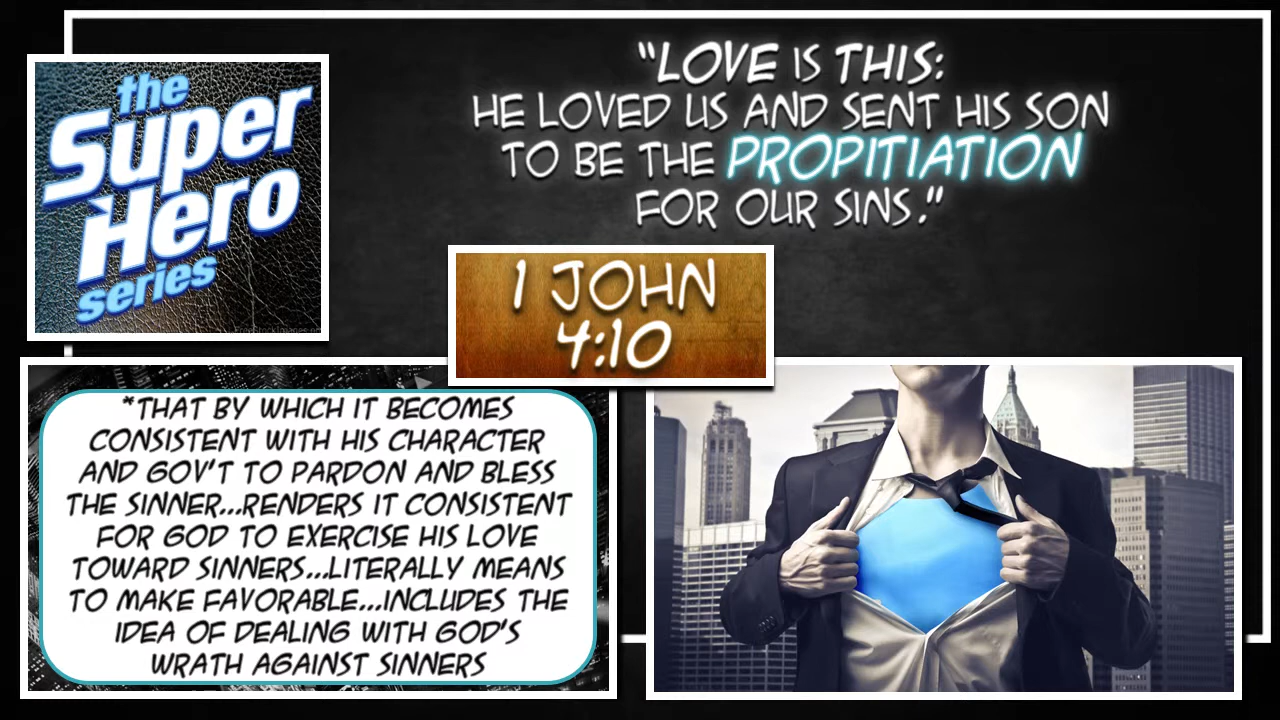 the
Super
Hero
series
"LOVE IS THIS:
HE LOVED US AND SENT HIS SON
TO BE THE PROPITIATION
FOR OUR SINS."
1 JOHN
4:10
*THAT BY WHICH IT BECOMES
CONSISTENT WITH HIS CHARACTER
AND GOV'T TO PARDON AND BLESS
THE SINNER...RENDERS IT CONSISTENT
FOR GOD TO EXERCISE HIS LOVE
TOWARD SINNERS...LITERALLY MEANS
TO MAKE FAVORABLE...INCLUDES THE
IDEA OF DEALING WITH GOD'S
WRATH AGAINST SINNERS